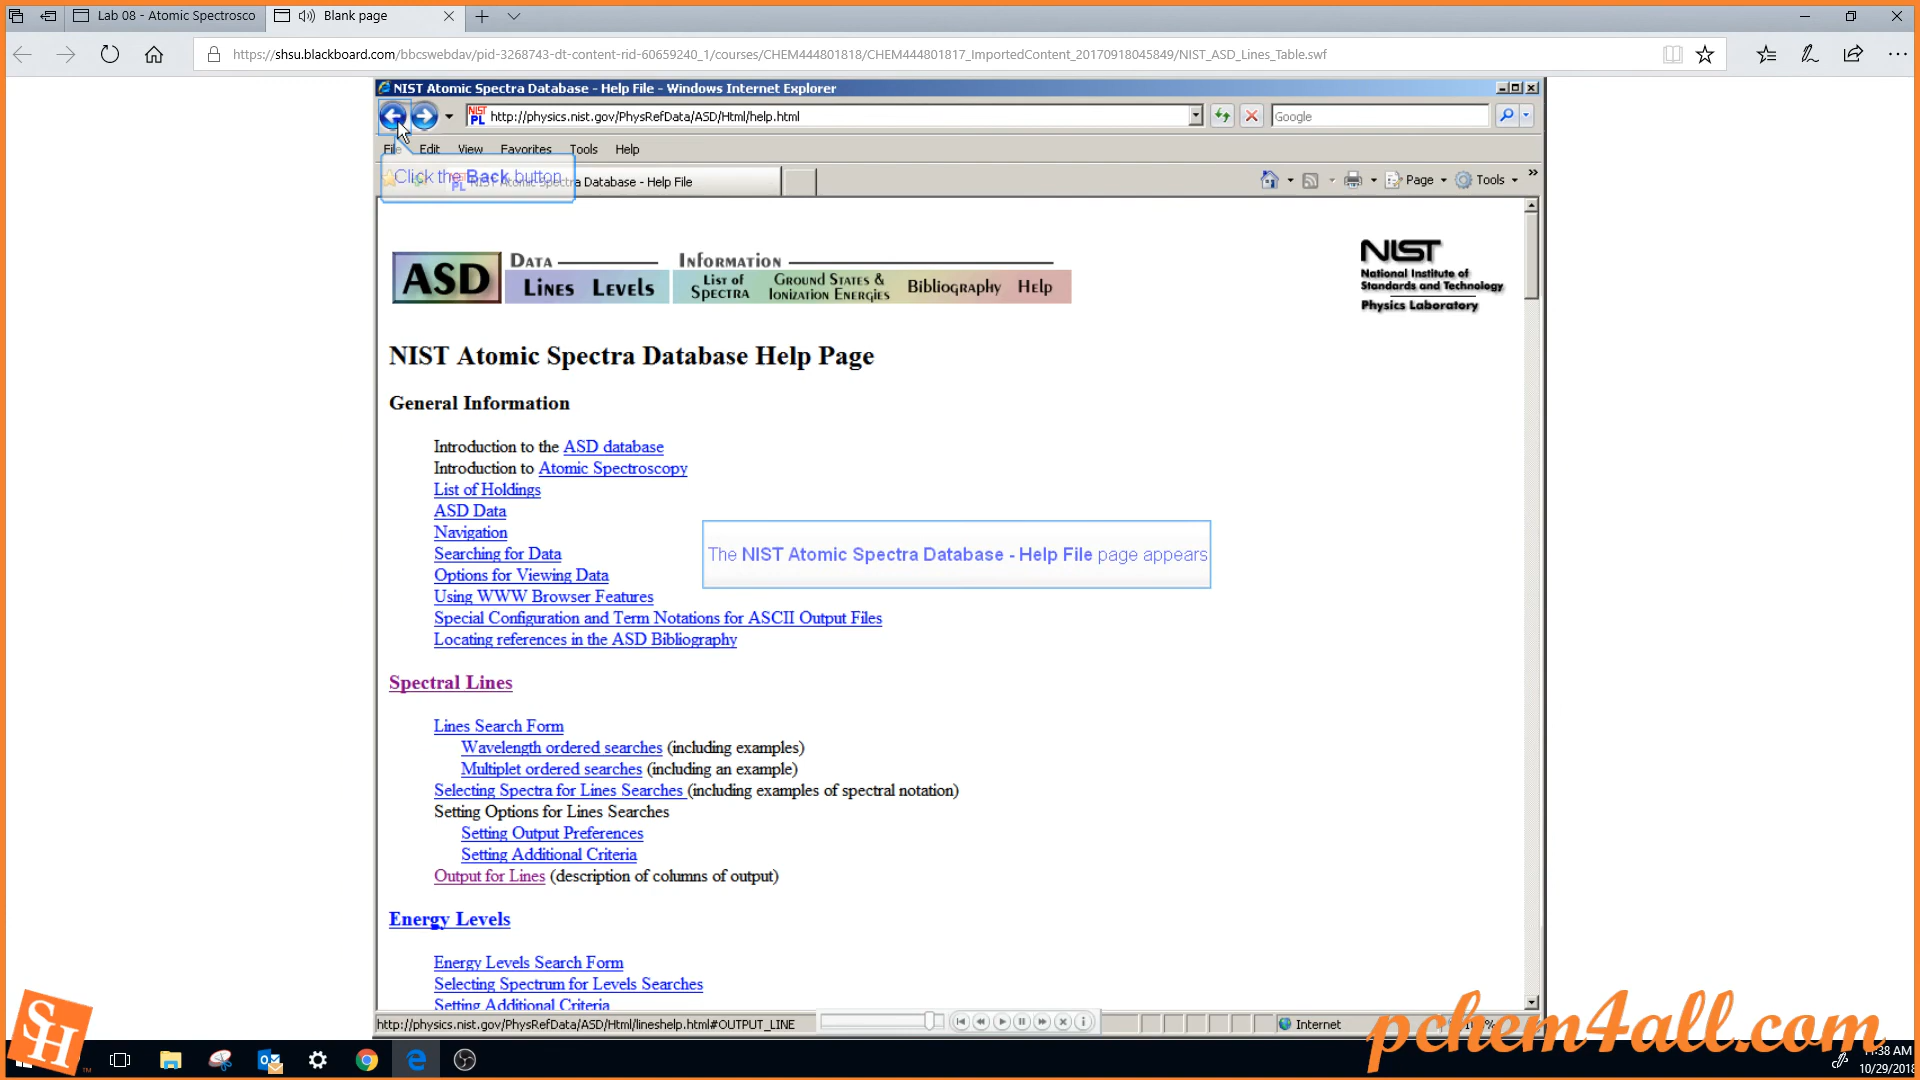 Lab 08 - Atomic Spectrosco
Blank page
https://shsu.blackboard.com/bbcswebdav/pid-3268743-dt-content-rid-60659240_1/courses/CHEM444801818/CHEM444801817_ImportedContent_20170918045849/NIST_ASD_Lines_Table.swf
NIST Atomic Spectra Database - Help File - Windows Internet Explorer
NIST PL http://physics.nist.gov/PhysRefData/ASD/Html/help.html
Google
File Edit View Favorites Tools Help
Click the Back button
NIST Atomic Spectra Database - Help File
Page Tools
ASD
Data
Lines Levels
Information
List of Spectra
Ground States & Ionization Energies
Bibliography Help
NIST
National Institute of
Standards and Technology
Physics Laboratory
NIST Atomic Spectra Database Help Page
General Information
Introduction to the ASD database
Introduction to Atomic Spectroscopy
List of Holdings
ASD Data
Navigation
Searching for Data
Options for Viewing Data
Using WWW Browser Features
Special Configuration and Term Notations for ASCII Output Files
Locating references in the ASD Bibliography
The NIST Atomic Spectra Database - Help File page appears
Spectral Lines
Lines Search Form
Wavelength ordered searches (including examples)
Multiplet ordered searches (including an example)
Selecting Spectra for Lines Searches (including examples of spectral notation)
Setting Options for Lines Searches
Setting Output Preferences
Setting Additional Criteria
Output for Lines (description of columns of output)
Energy Levels
Energy Levels Search Form
Selecting Spectrum for Levels Searches
Setting Additional Criteria
http://physics.nist.gov/PhysRefData/ASD/Html/lineshelp.html#OUTPUT_LINE
Internet
pchem4all.com
SH
TM
:38 AM
10/29/2018